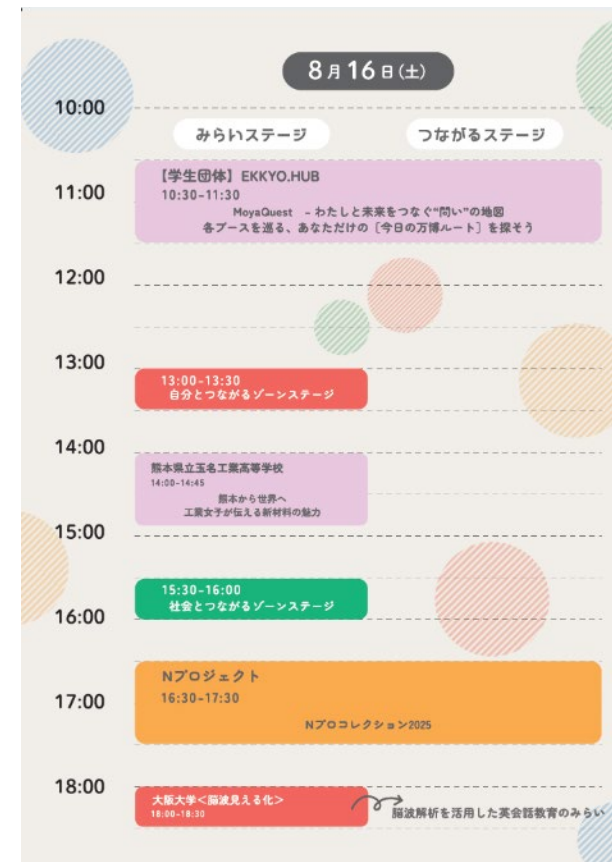 8月16日(土)
10:00
みらいステージ
つながるステージ
【学生団体】EKKYO.HUB
11:00
10:30-11:30
MoyaQuest －わたしと未来をつなぐ“問い”の地図
各ブースを巡る、あなただけの［今日の万博ルート］を探そう
12:00
13:00
13:00-13:30
自分とつながるゾーンステージ
14:00
熊本県立玉名工業高等学校
14:00-14:45
熊本から世界へ
工業女子が伝える新材料の魅力
15:00
15:30-16:00
社会とつながるゾーンステージ
16:00
Nプロジェクト
16:30-17:30
17:00
Nプロコレクション2025
18:00
大阪大学＜脳波見える化＞
18:00-18:30
脳波解析を活用した英会話教育のみらい